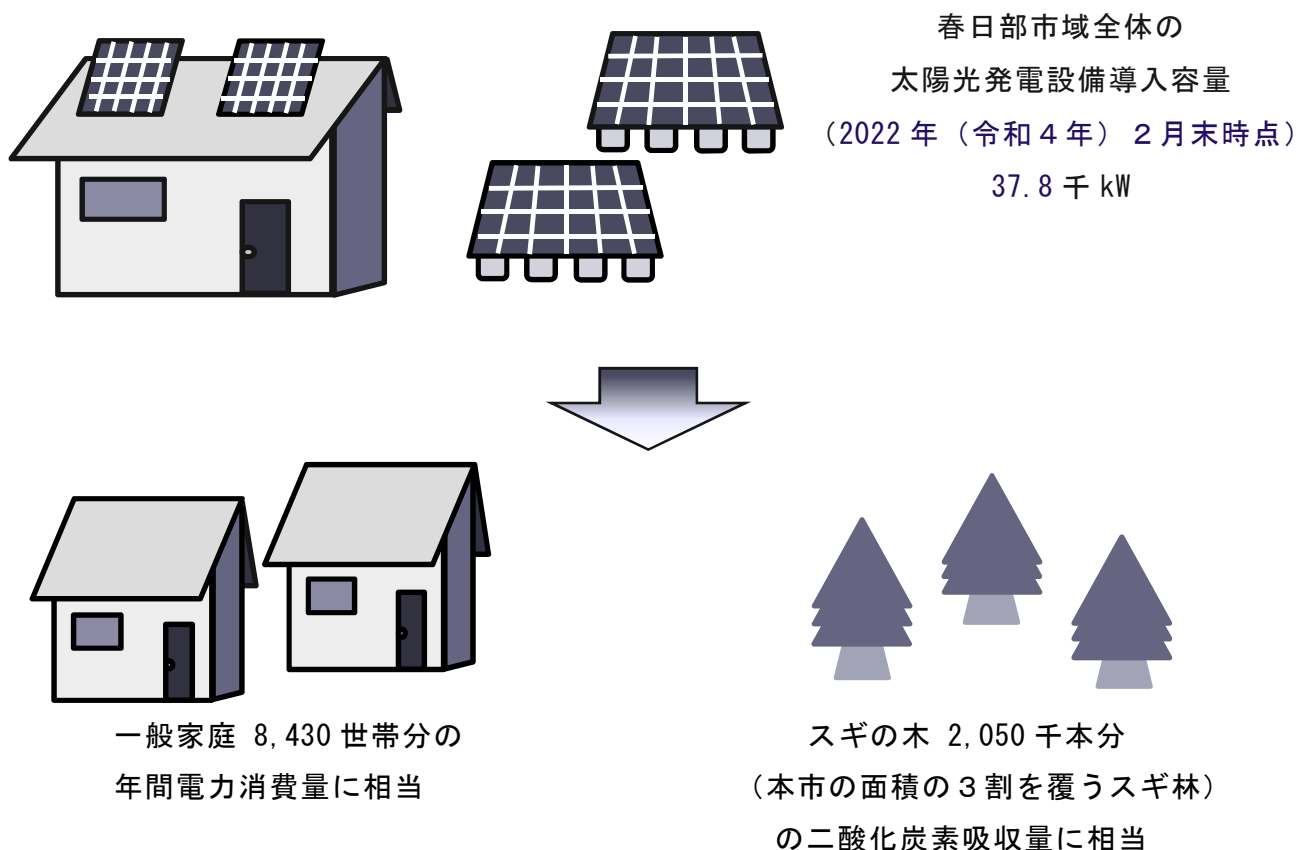 春日部市域全体の
太陽光発電設備導入容量
（2022年（令和４年）２月末時点）
37.8千kW
一般家庭 8,430世帯分の
年間電力消費量に相当
スギの木 2,050千本分
（本市の面積の３割を覆うスギ林）
の二酸化炭素吸収量に相当